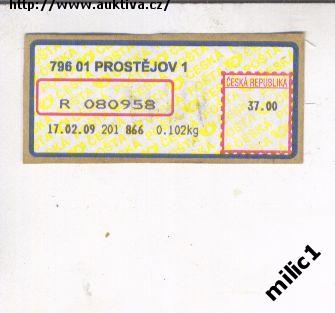 http://www.auktiva.cz/
796 01 PROSTĚJOV 1
ČESKÁ REPUBLIKA
R 080958
37.00
17.02.09 201 866 0.102kg
milic1